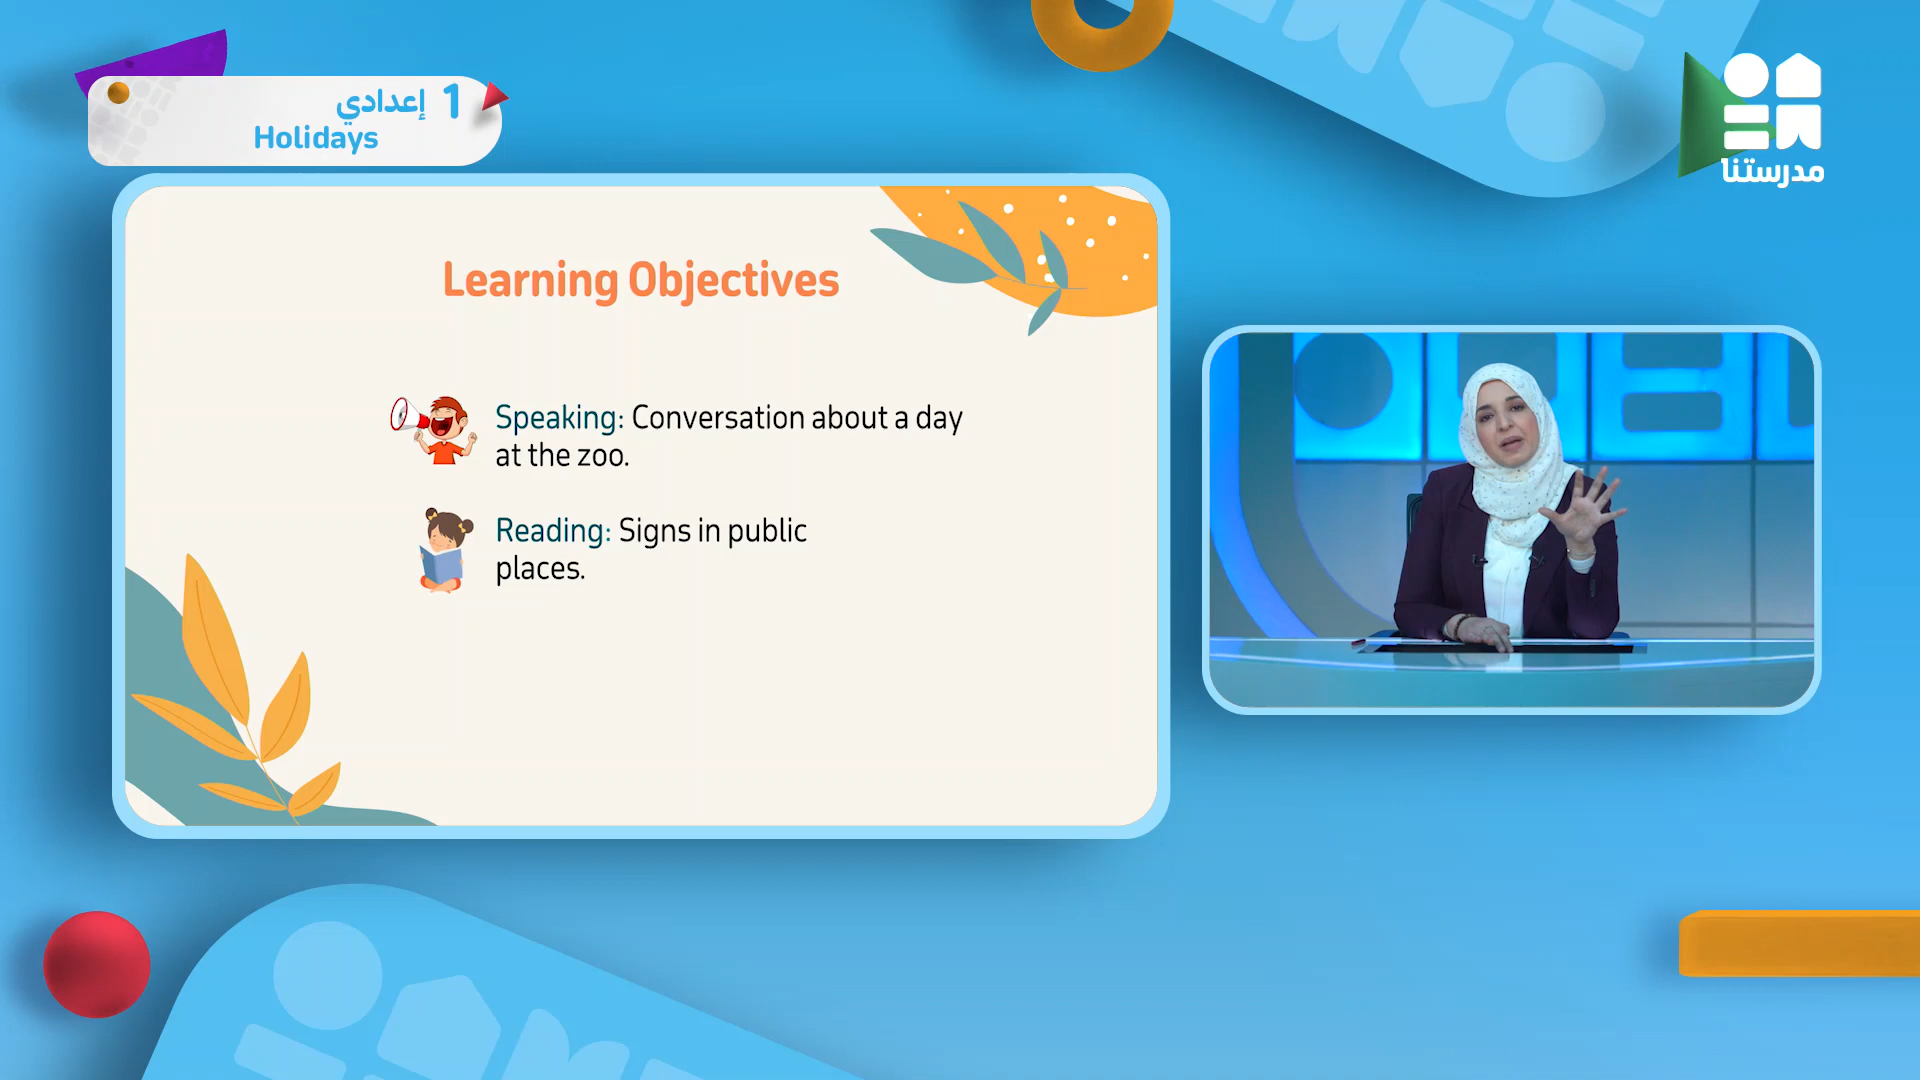 1 إعدادي
Holidays
مدرستنا
Learning Objectives
Speaking: Conversation about a day
at the zoo.
Reading: Signs in public
places.